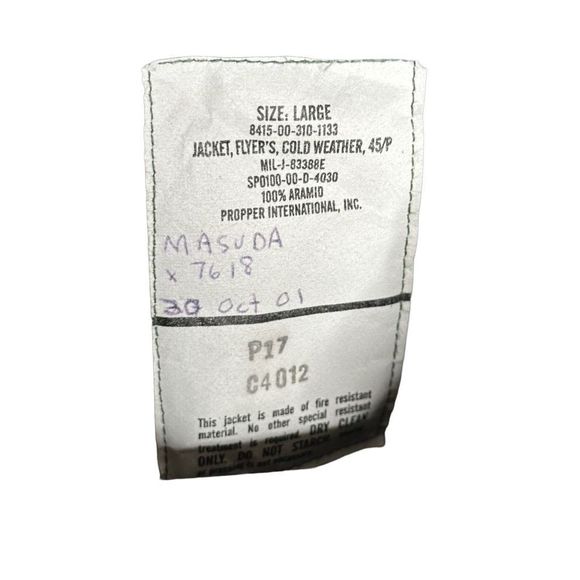 SIZE: LARGE
8415-00-310-1133
JACKET, FLYER'S, COLD WEATHER, 45/P
MIL-J-83388E
SPO100-00-D-4030
100% ARAMID
PROPPER INTERNATIONAL, INC.
MASUDA
x 7618
30 Oct 01
P17
C4012
This jacket is made of fire resistant
material. No other special resistant
treatment is required. DRY CLEAN
ONLY. DO NOT STARCH